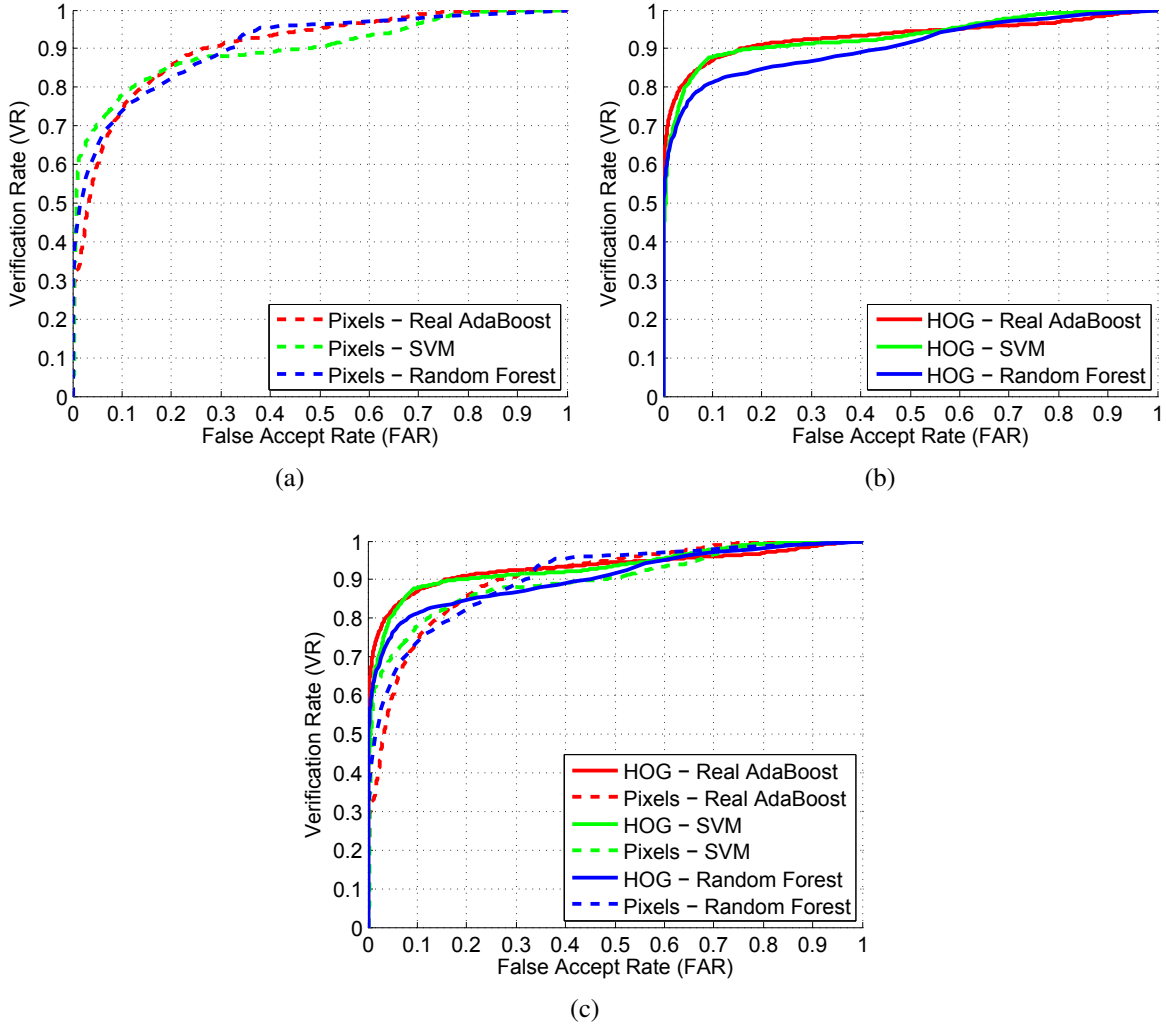 1
0.9
0.8
0.7
0.6
0.5
0.4
0.3
0.2
0.1
0
Verification Rate (VR)
Pixels − Real AdaBoost
Pixels − SVM
Pixels − Random Forest
0 0.1 0.2 0.3 0.4 0.5 0.6 0.7 0.8 0.9 1
False Accept Rate (FAR)
(a)
1
0.9
0.8
0.7
0.6
0.5
0.4
0.3
0.2
0.1
0
Verification Rate (VR)
HOG − Real AdaBoost
HOG − SVM
HOG − Random Forest
0 0.1 0.2 0.3 0.4 0.5 0.6 0.7 0.8 0.9 1
False Accept Rate (FAR)
(b)
1
0.9
0.8
0.7
0.6
0.5
0.4
0.3
0.2
0.1
0
Verification Rate (VR)
HOG − Real AdaBoost
Pixels − Real AdaBoost
HOG − SVM
Pixels − SVM
HOG − Random Forest
Pixels − Random Forest
0 0.1 0.2 0.3 0.4 0.5 0.6 0.7 0.8 0.9 1
False Accept Rate (FAR)
(c)